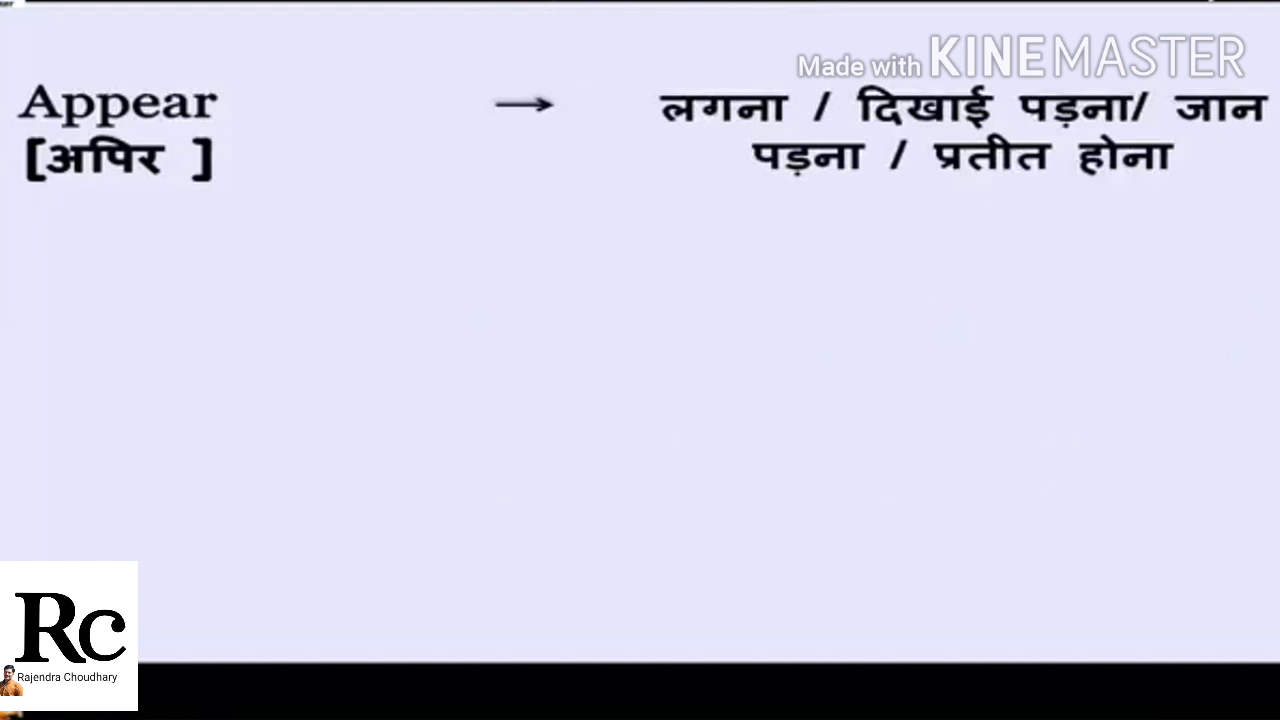 Made with KINEMASTER
Appear → लगना / दिखाई पड़ना/ जान
[अपिर ] पड़ना / प्रतीत होना
Rc
Rajendra Choudhary